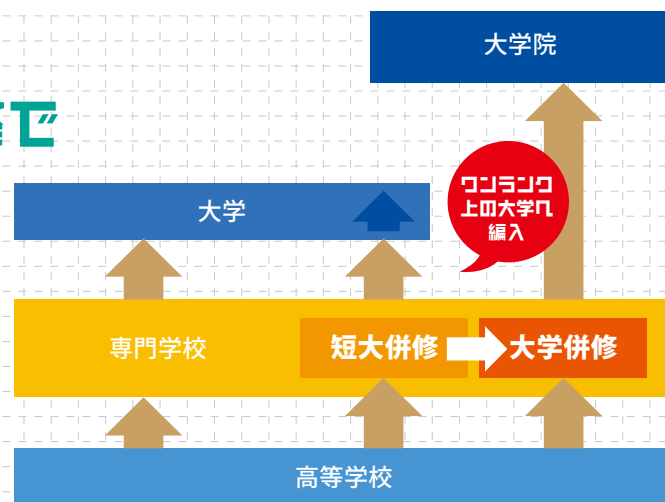 大学院
で
大学
ワンランク
上の大学へ
編入
専門学校
短大併修
大学併修
高等学校